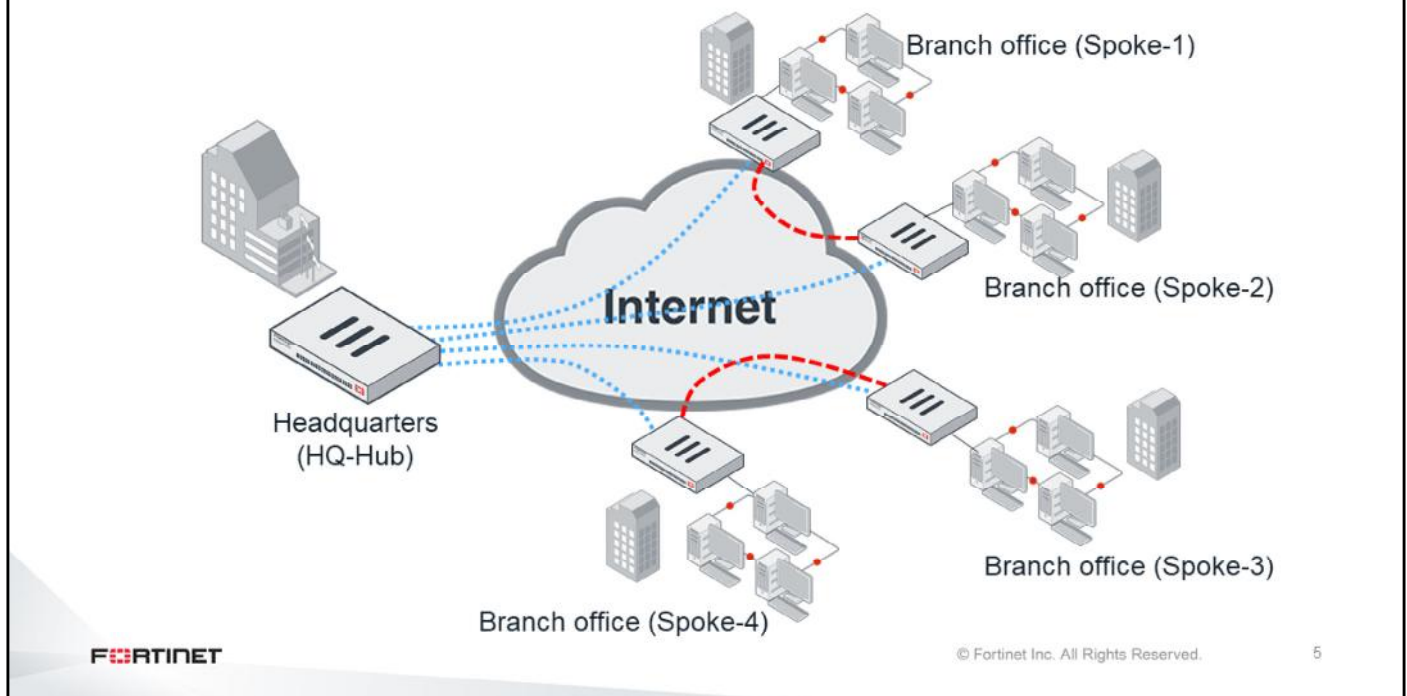 Branch office (Spoke-1)
Branch office (Spoke-2)
Internet
Headquarters
(HQ-Hub)
Branch office (Spoke-3)
Branch office (Spoke-4)
FORTINET
© Fortinet Inc. All Rights Reserved.
5